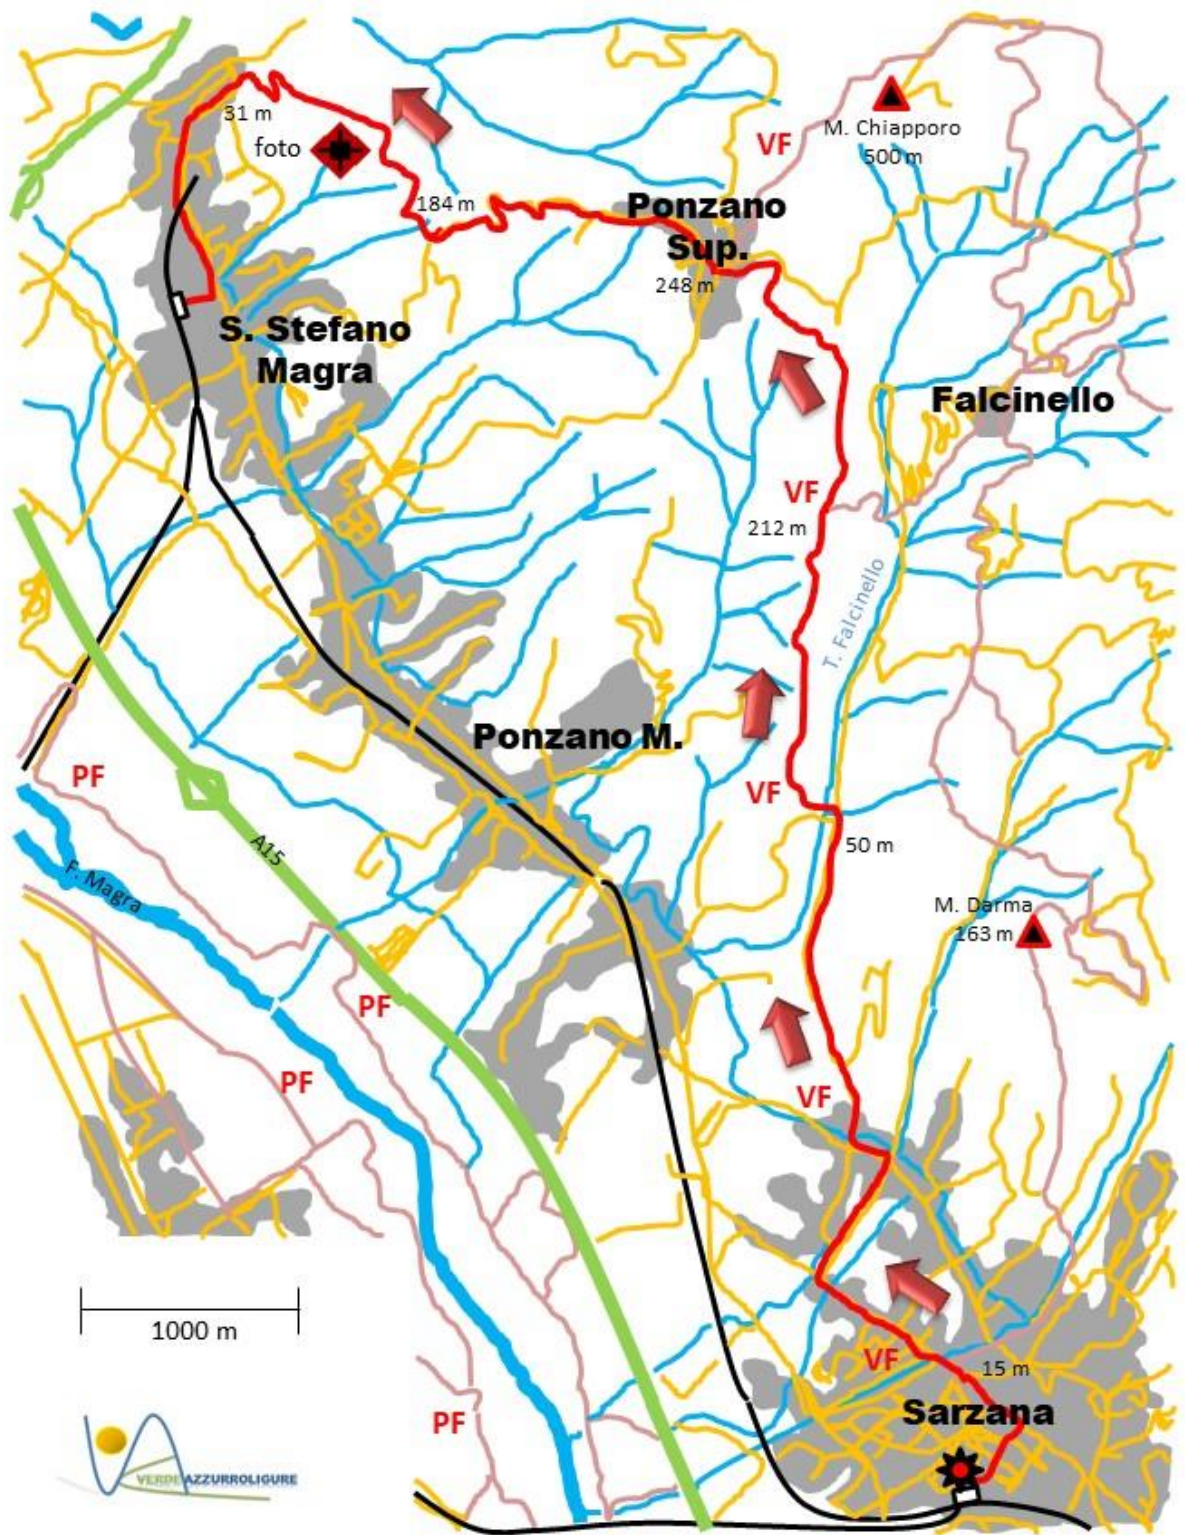 31 m
foto
184 m
VF
M. Chiapporo
500 m
Ponzano
Sup.
248 m
S. Stefano
Magra
Falcinello
VF
212 m
T. Falcinello
Ponzano M.
PF
VF
A15
50 m
F. Magra
M. Darma
163 m
PF
PF
VF
1000 m
VF
15 m
PF
Sarzana
VERDEAZZURROLIGURE